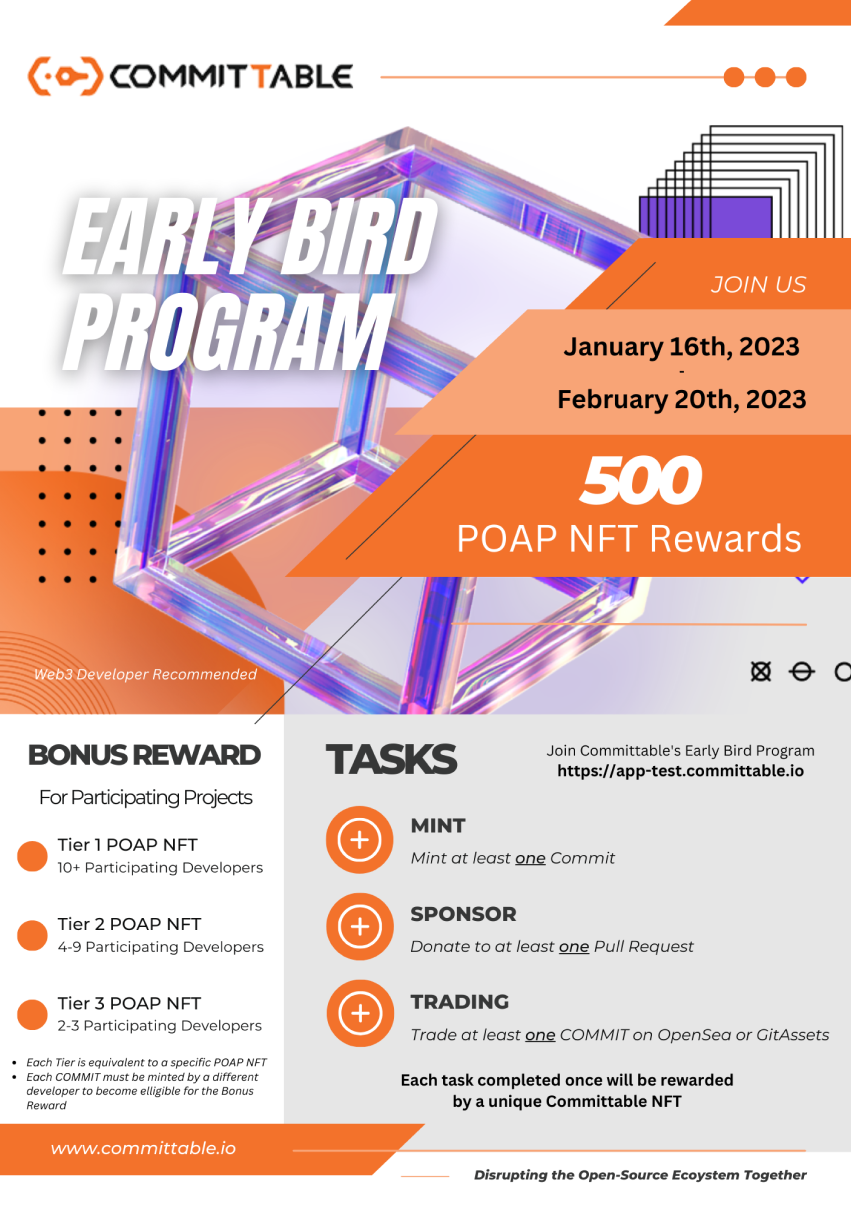 COMMITTABLE
EARLY BIRD
PROGRAM
JOIN US
January 16th, 2023
-
February 20th, 2023
500
POAP NFT Rewards
Web3 Developer Recommended
BONUS REWARD
For Participating Projects
Tier 1 POAP NFT
10+ Participating Developers
Tier 2 POAP NFT
4-9 Participating Developers
Tier 3 POAP NFT
2-3 Participating Developers
• Each Tier is equivalent to a specific POAP NFT
• Each COMMIT must be minted by a different
developer to become elligible for the Bonus
Reward
TASKS
Join Committable's Early Bird Program
https://app-test.committable.io
MINT
Mint at least one Commit
SPONSOR
Donate to at least one Pull Request
TRADING
Trade at least one COMMIT on OpenSea or GitAssets
Each task completed once will be rewarded
by a unique Committable NFT
www.committable.io
Disrupting the Open-Source Ecoystem Together